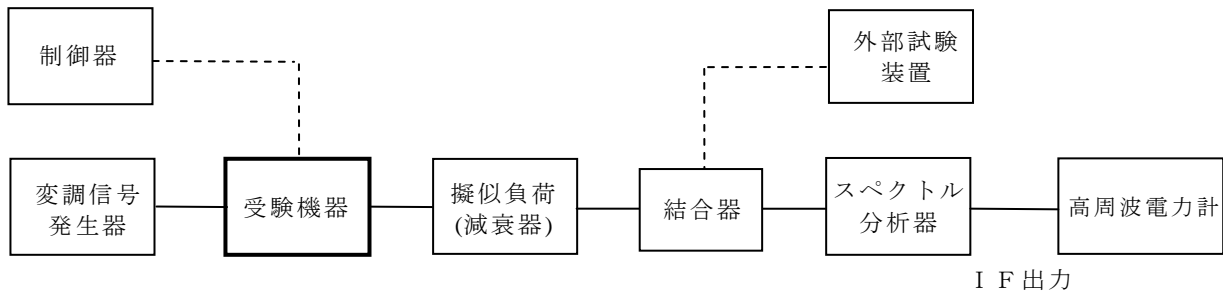 制御器
外部試験
装置
変調信号
発生器
受験機器
擬似負荷
(減衰器)
結合器
スペクトル
分析器
高周波電力計
ＩＦ出力